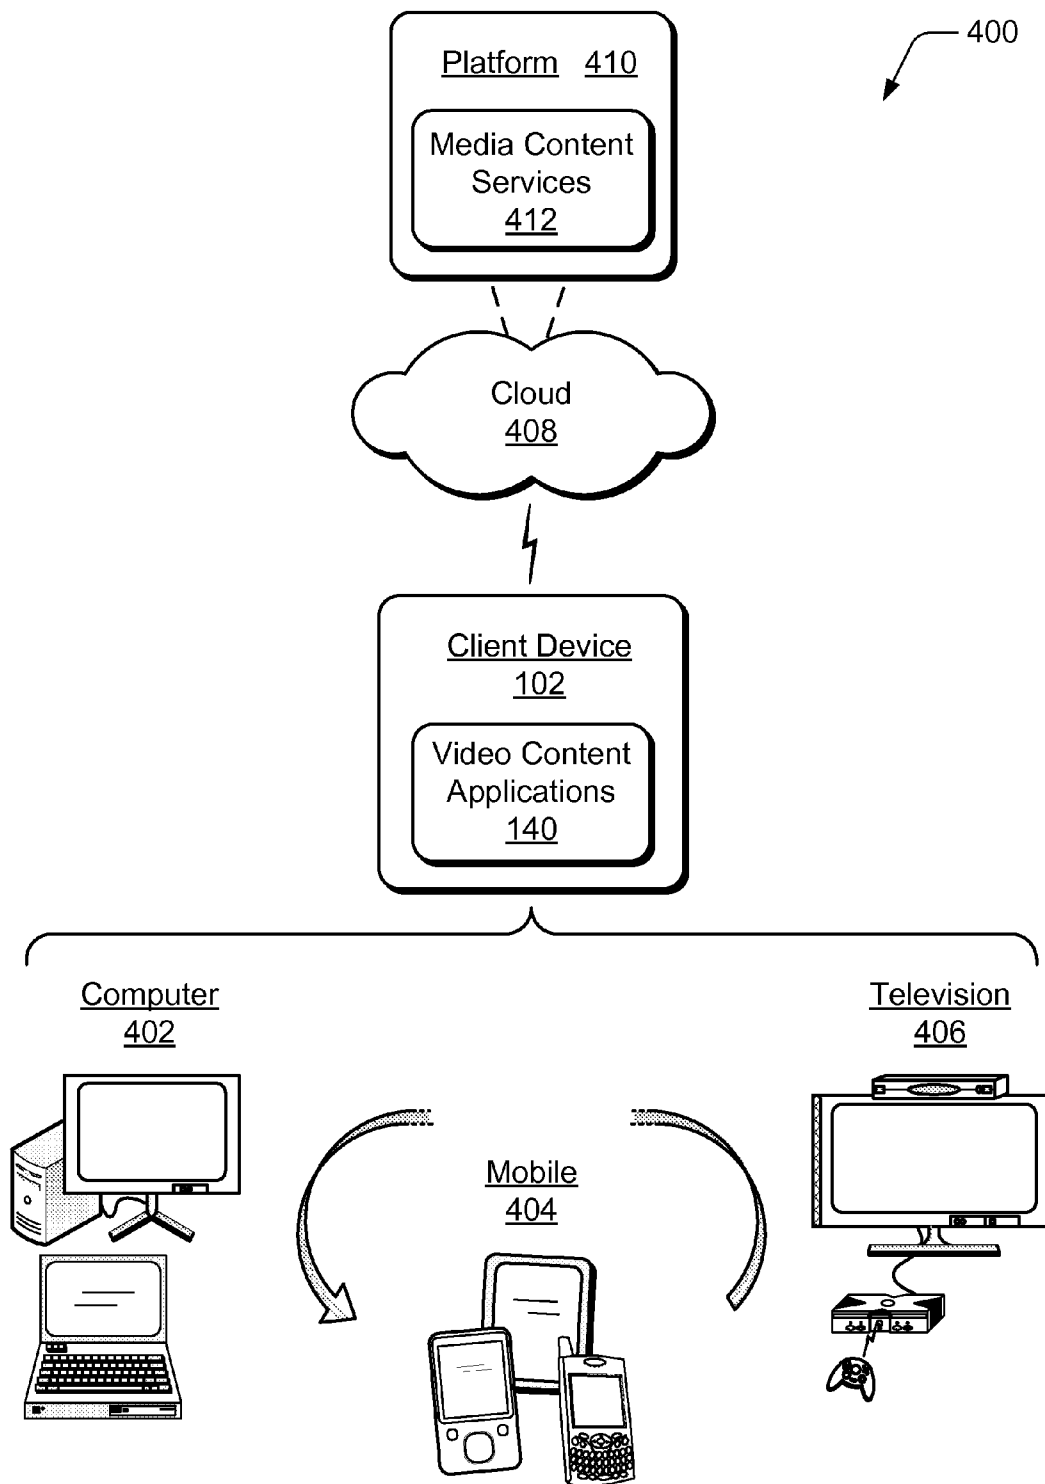 400
Platform 410
Media Content
Services
412
Cloud
408
Client Device
102
Video Content
Applications
140
Computer
402
Television
406
Mobile
404